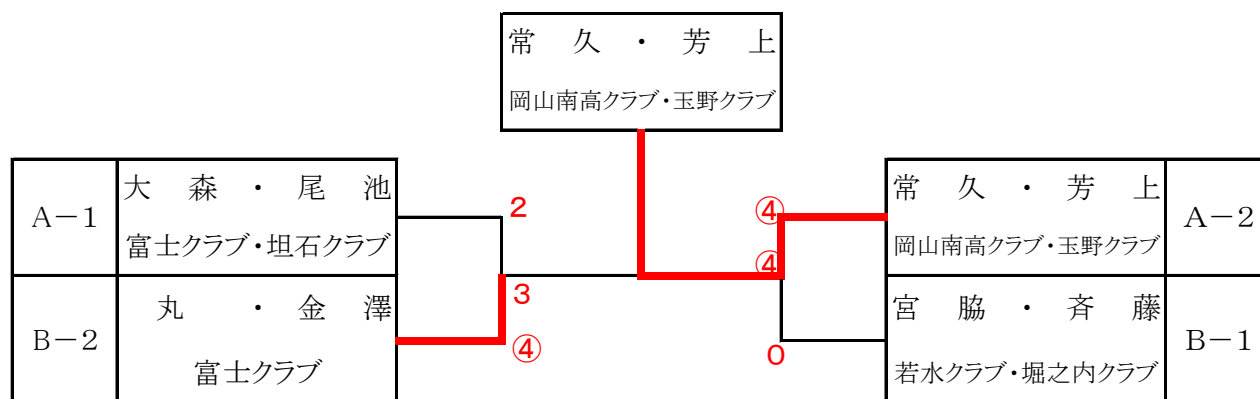 常久・芳上
岡山南高クラブ・玉野クラブ
A-1
大森・尾池
富士クラブ・坦石クラブ
B-2
丸・金澤
富士クラブ
2
3
④
④
④
0
常久・芳上
岡山南高クラブ・玉野クラブ
A-2
宮脇・斉藤
若水クラブ・堀之内クラブ
B-1